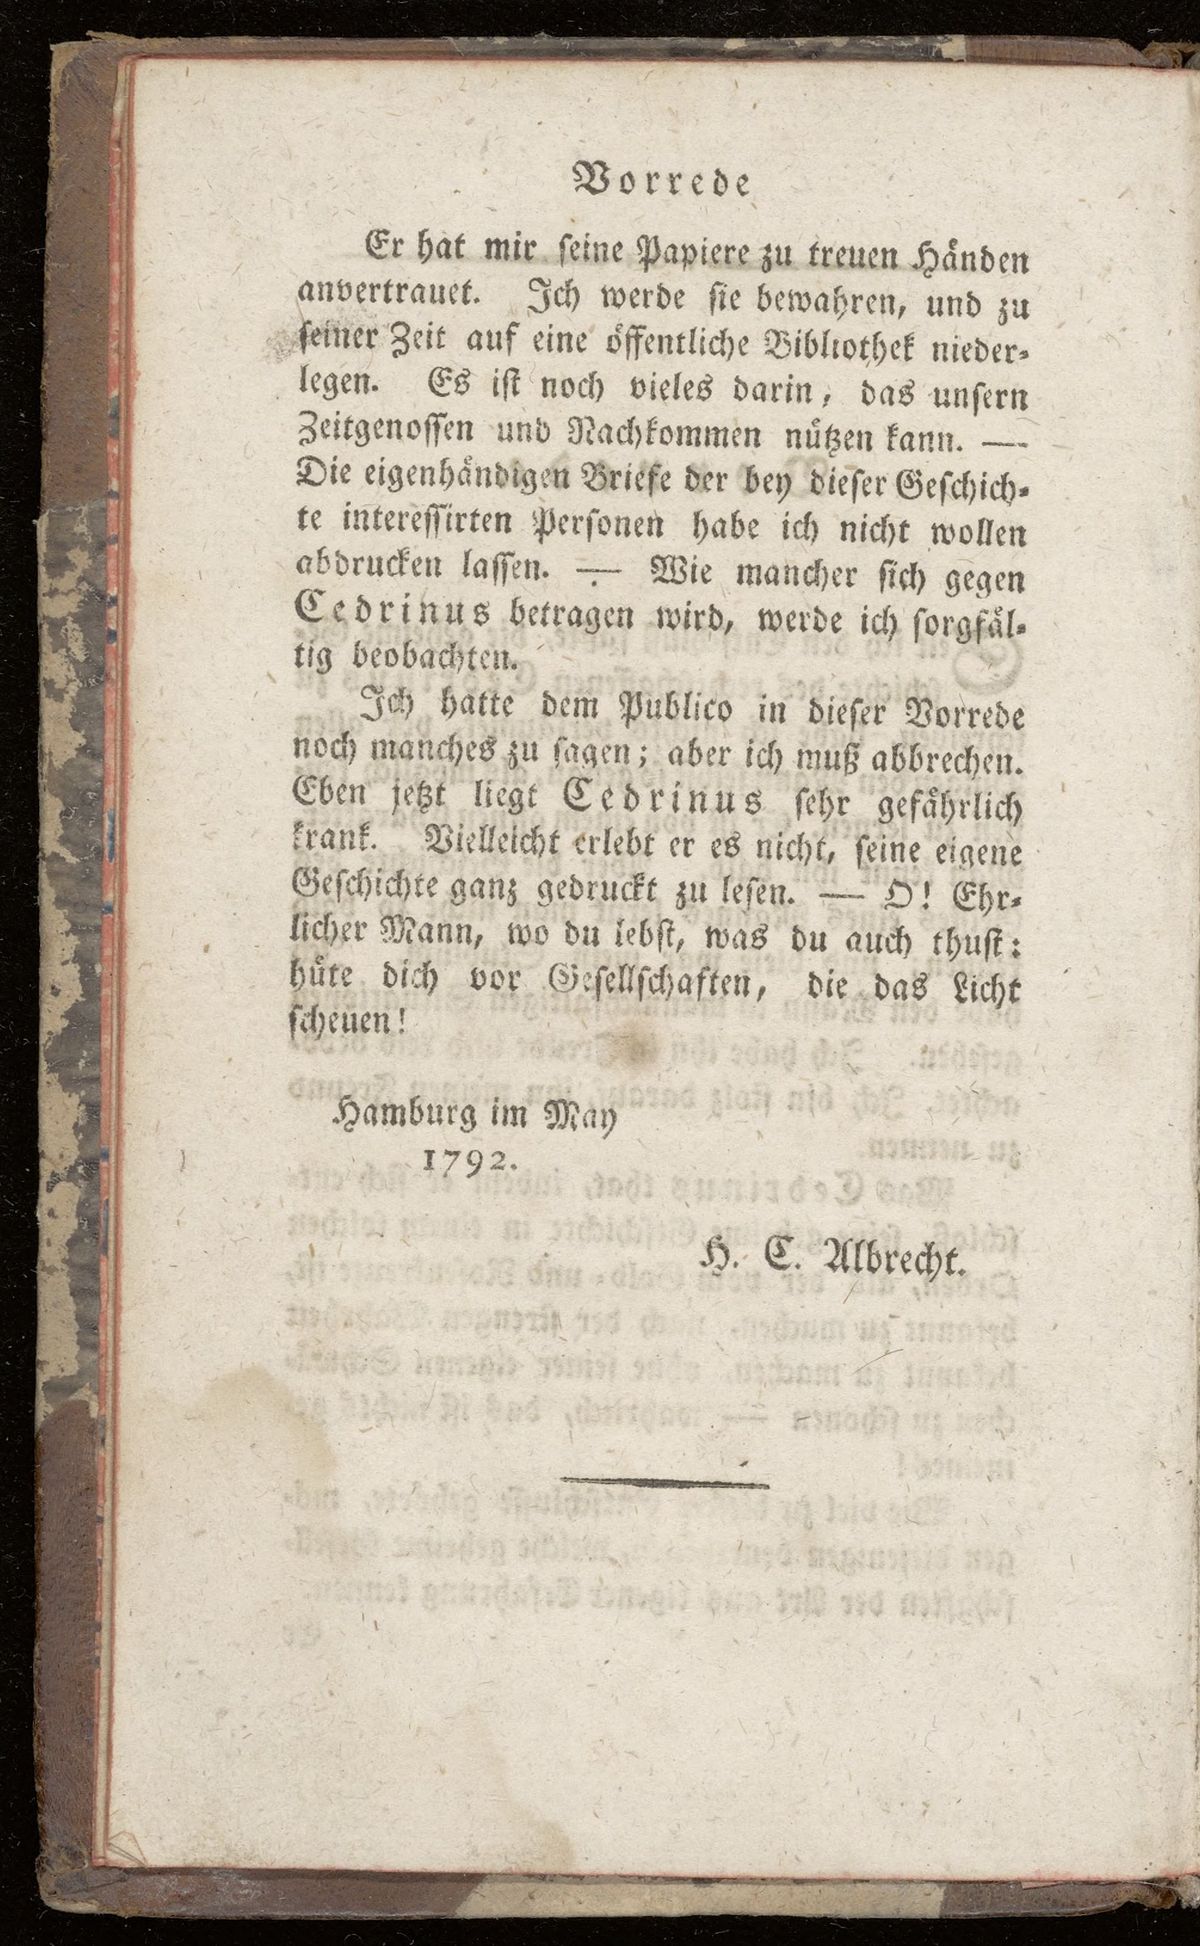 Vorrede
Er hat mir seine Papiere zu treuen Händen
anvertrauet. Ich werde sie bewahren, und zu
seiner Zeit auf eine öffentliche Bibliothek nieder-
legen. Es ist noch vieles darin, das unsern
Zeitgenossen und Nachkommen nützen kann. —
Die eigenhändigen Briefe der bey dieser Geschich-
te interessirten Personen habe ich nicht wollen
abdrucken lassen. — Wie mancher sich gegen
Cedrinus betragen wird, werde ich sorgfäl-
tig beobachten.
Ich hatte dem Publico in dieser Vorrede
noch manches zu sagen; aber ich muß abbrechen.
Eben jetzt liegt Cedrinus sehr gefährlich
krank. Vielleicht erlebt er es nicht, seine eigene
Geschichte ganz gedruckt zu lesen. — O! Ehr-
licher Mann, wo du lebst, was du auch thust:
hüte dich vor Gesellschaften, die das Licht
scheuen!
Hamburg im May
1792.
H. C. Albrecht.